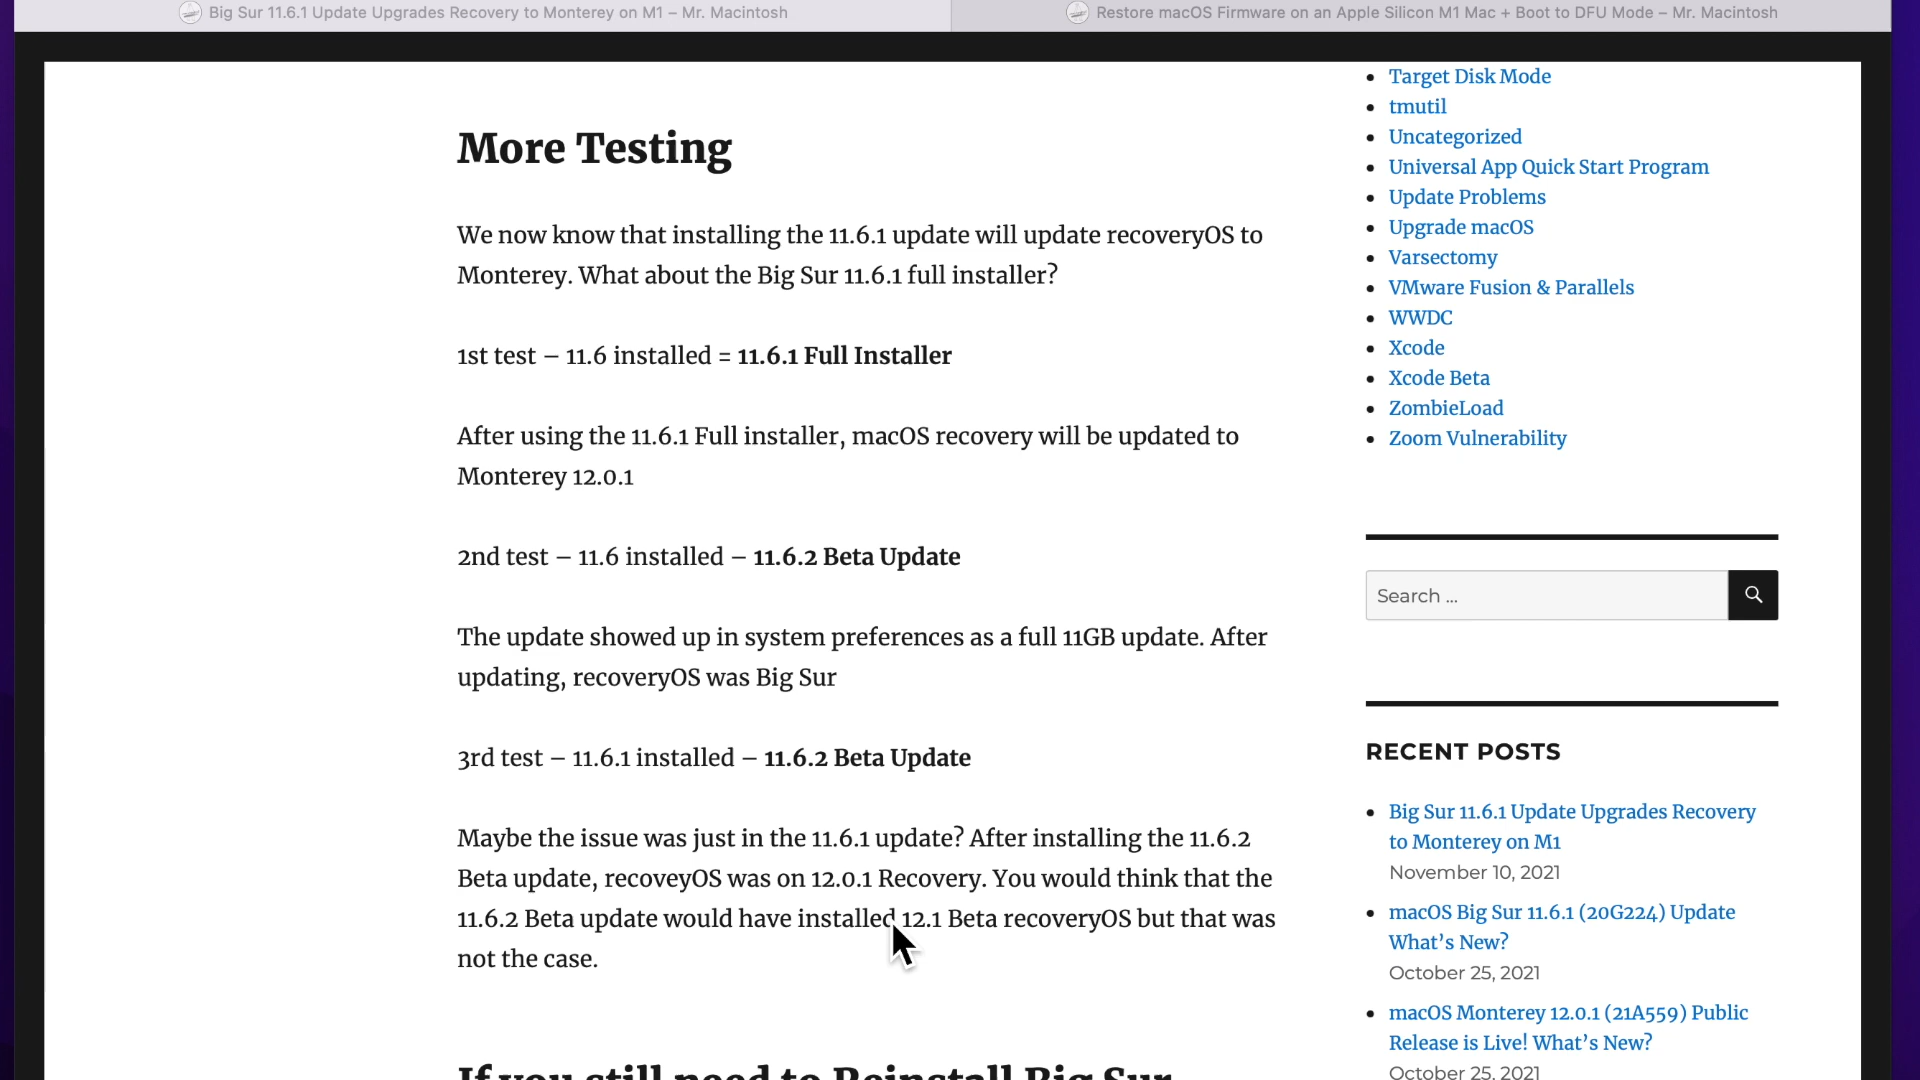 Big Sur 11.6.1 Update Upgrades Recovery to Monterey on M1 – Mr. Macintosh
Restore macOS Firmware on an Apple Silicon M1 Mac + Boot to DFU Mode – Mr. Macintosh
More Testing
We now know that installing the 11.6.1 update will update recoveryOS to
Monterey. What about the Big Sur 11.6.1 full installer?
1st test – 11.6 installed = 11.6.1 Full Installer
After using the 11.6.1 Full installer, macOS recovery will be updated to
Monterey 12.0.1
2nd test – 11.6 installed – 11.6.2 Beta Update
The update showed up in system preferences as a full 11GB update. After
updating, recoveryOS was Big Sur
3rd test – 11.6.1 installed – 11.6.2 Beta Update
Maybe the issue was just in the 11.6.1 update? After installing the 11.6.2
Beta update, recoveyOS was on 12.0.1 Recovery. You would think that the
11.6.2 Beta update would have installed 12.1 Beta recoveryOS but that was
not the case.
If you still need to Reinstall Big Sur
Target Disk Mode
tmutil
Uncategorized
Universal App Quick Start Program
Update Problems
Upgrade macOS
Varsectomy
VMware Fusion & Parallels
WWDC
Xcode
Xcode Beta
ZombieLoad
Zoom Vulnerability
Search ...
RECENT POSTS
Big Sur 11.6.1 Update Upgrades Recovery
to Monterey on M1
November 10, 2021
macOS Big Sur 11.6.1 (20G224) Update
What's New?
October 25, 2021
macOS Monterey 12.0.1 (21A559) Public
Release is Live! What's New?
October 25, 2021